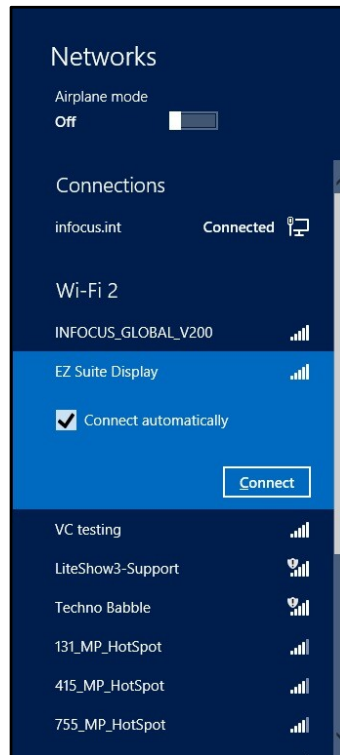 Networks
Airplane mode
Off
Connections
infocus.int Connected
Wi-Fi 2
INFOCUS_GLOBAL_V200
EZ Suite Display
Connect automatically
Connect
VC testing
LiteShow3-Support
Techno Babble
131_MP_HotSpot
415_MP_HotSpot
755_MP_HotSpot